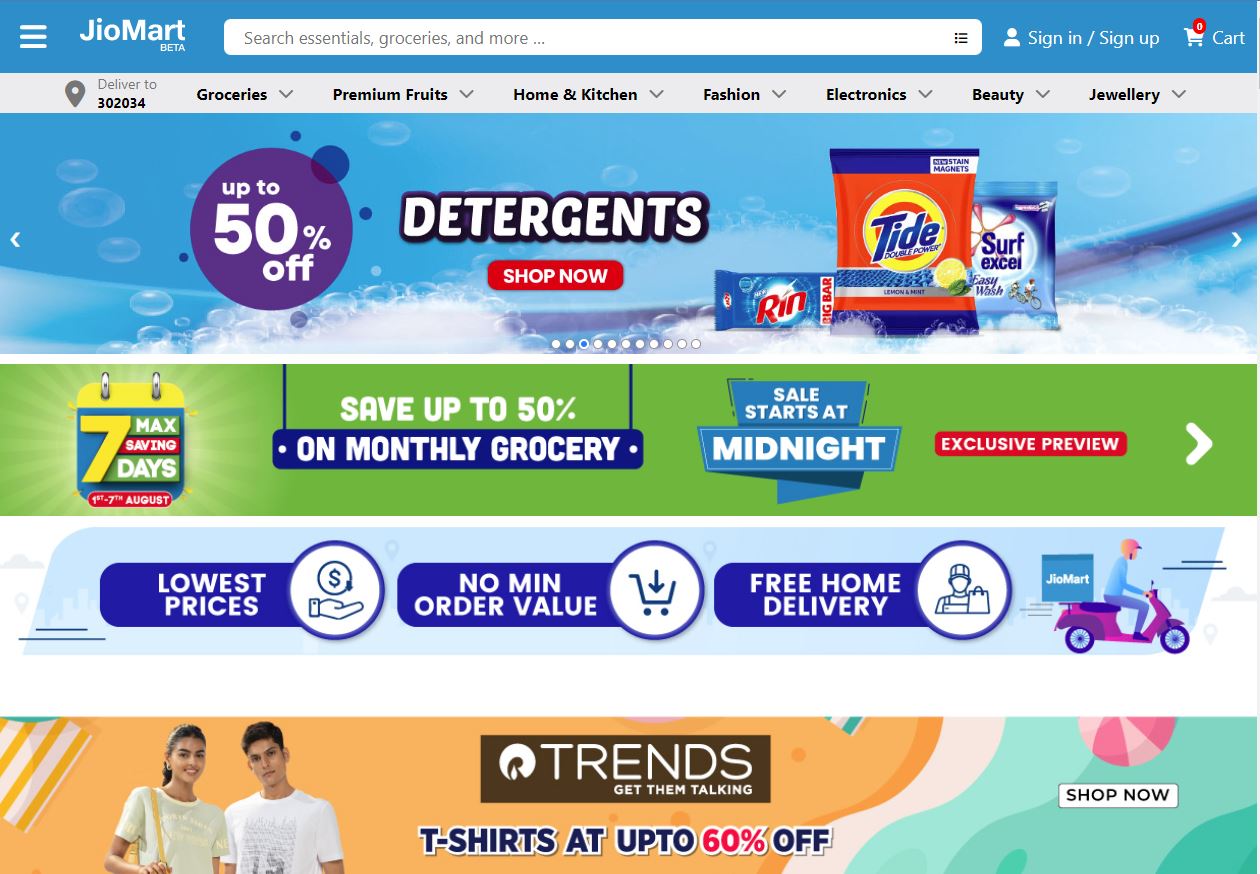 JioMart
BETA
Search essentials, groceries, and more ...
Sign in / Sign up
0
Cart
Deliver to
302034
Groceries
Premium Fruits
Home & Kitchen
Fashion
Electronics
Beauty
Jewellery
up to
50%
off
DETERGENTS
SHOP NOW
NEW STAIN
MAGNETS
Tide
DOUBLE POWER
LEMON & MINT
Surf
excel
Easy
Wash
Rin
BIG BAR
7 MAX
SAVING
DAYS
1ST-7TH AUGUST
SAVE UP TO 50%
• ON MONTHLY GROCERY •
SALE
STARTS AT
MIDNIGHT
EXCLUSIVE PREVIEW
LOWEST
PRICES
NO MIN
ORDER VALUE
FREE HOME
DELIVERY
JioMart
TRENDS
GET THEM TALKING
SHOP NOW
T-SHIRTS AT UPTO 60% OFF